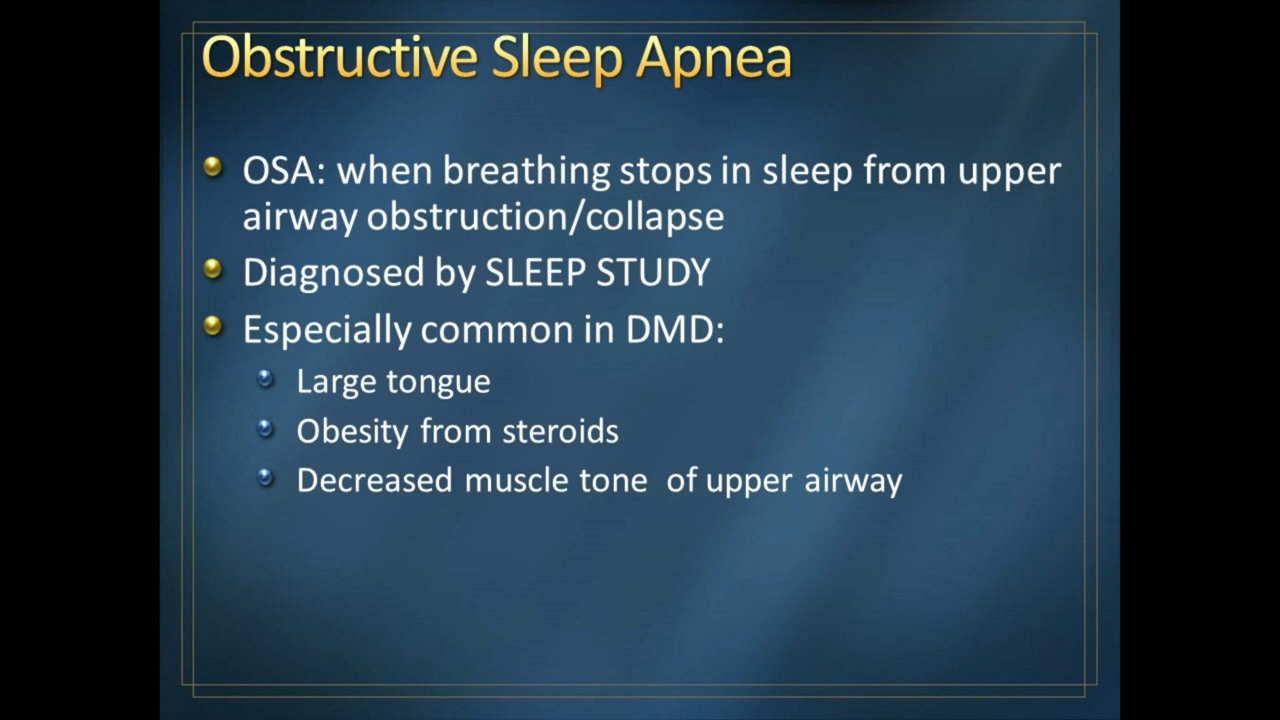 Obstructive Sleep Apnea
OSA: when breathing stops in sleep from upper
airway obstruction/collapse
Diagnosed by SLEEP STUDY
Especially common in DMD:
Large tongue
Obesity from steroids
Decreased muscle tone of upper airway